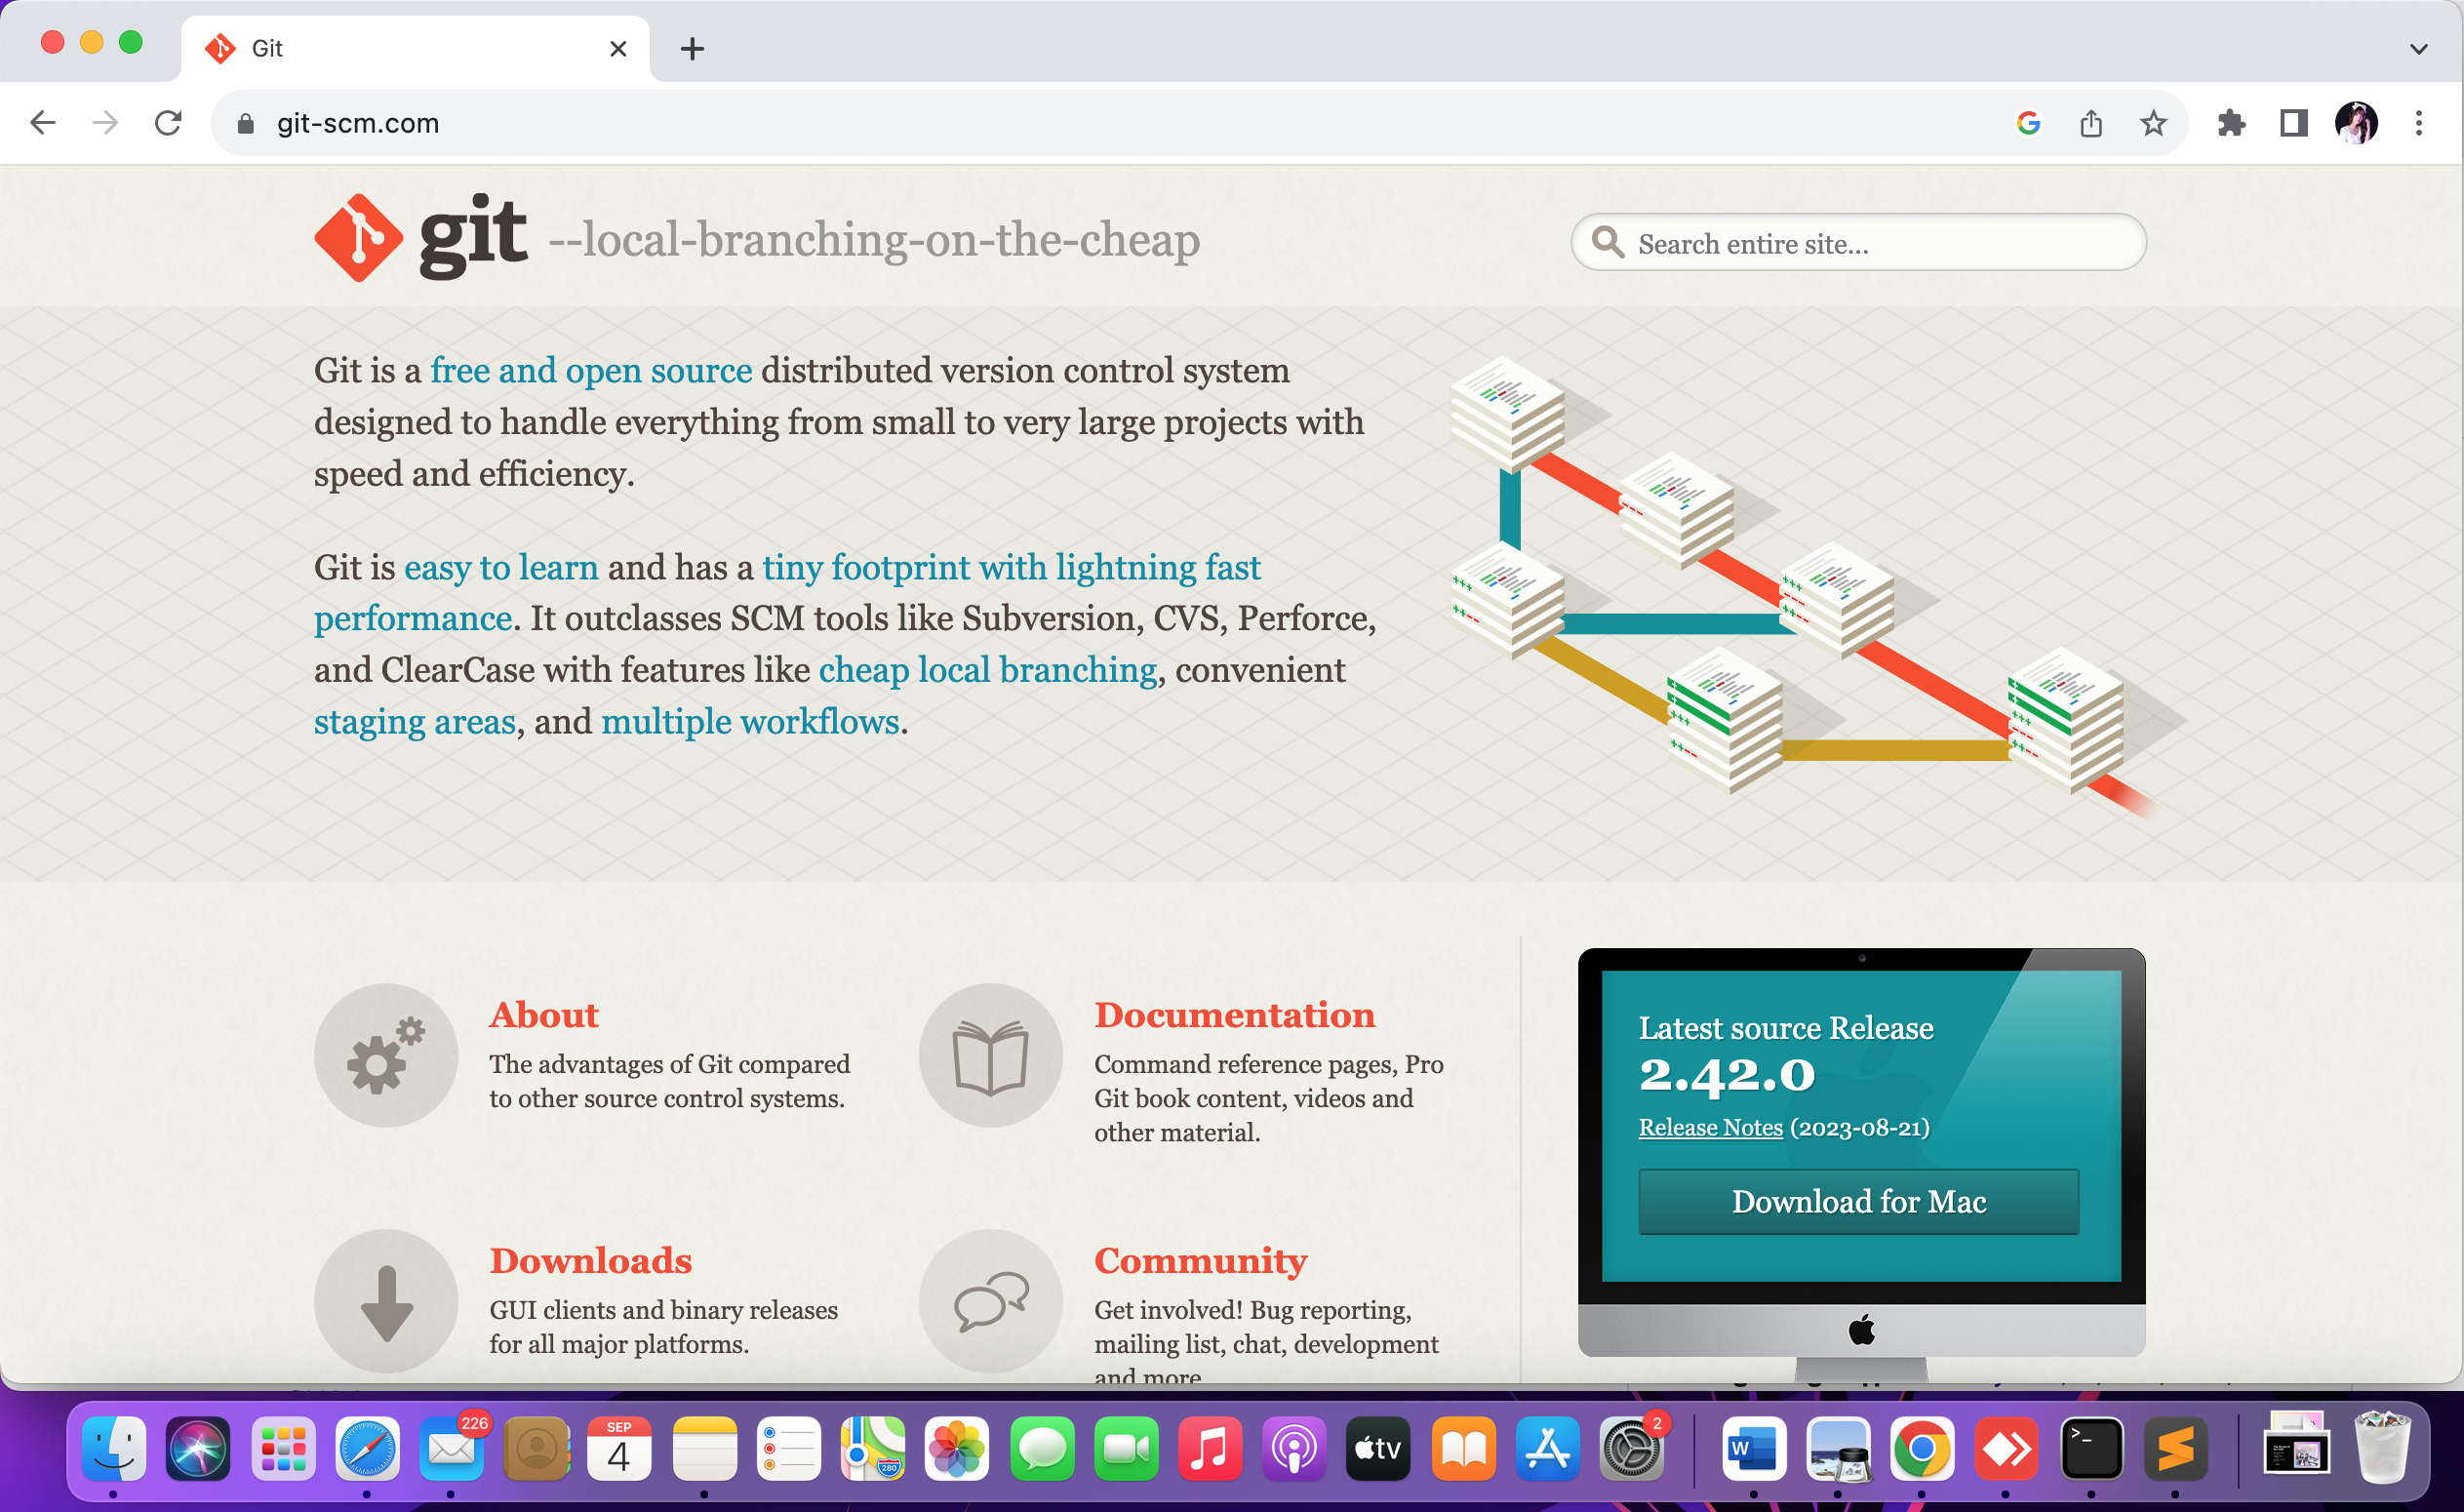 Git
git-scm.com
git --local-branching-on-the-cheap
Search entire site...
Git is a free and open source distributed version control system
designed to handle everything from small to very large projects with
speed and efficiency.
Git is easy to learn and has a tiny footprint with lightning fast
performance. It outclasses SCM tools like Subversion, CVS, Perforce,
and ClearCase with features like cheap local branching, convenient
staging areas, and multiple workflows.
About
The advantages of Git compared
to other source control systems.
Documentation
Command reference pages, Pro
Git book content, videos and
other material.
Downloads
GUI clients and binary releases
for all major platforms.
Community
Get involved! Bug reporting,
mailing list, chat, development
and more
Latest source Release
2.42.0
Release Notes (2023-08-21)
Download for Mac
226
SEP
4
280
tv
2
W
>_